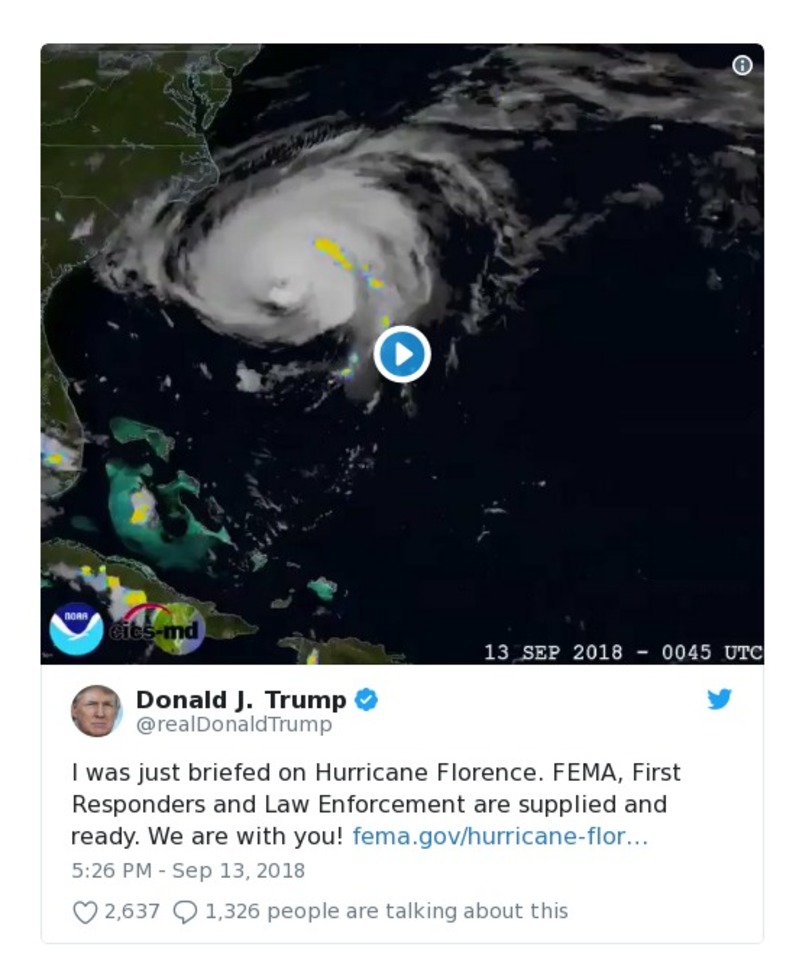 NOAA
cics-md
13 SEP 2018 - 0045 UTC
Donald J. Trump
@realDonaldTrump
I was just briefed on Hurricane Florence. FEMA, First
Responders and Law Enforcement are supplied and
ready. We are with you! fema.gov/hurricane-flor…
5:26 PM - Sep 13, 2018
2,637 1,326 people are talking about this